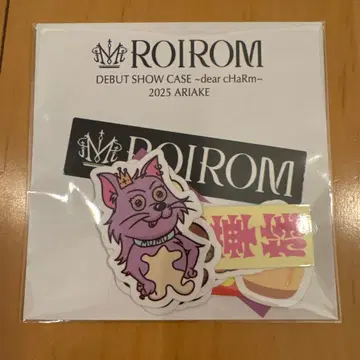 ROIROM
DEBUT SHOW CASE ~dear cHaRm~
2025 ARIAKE
ROIROM